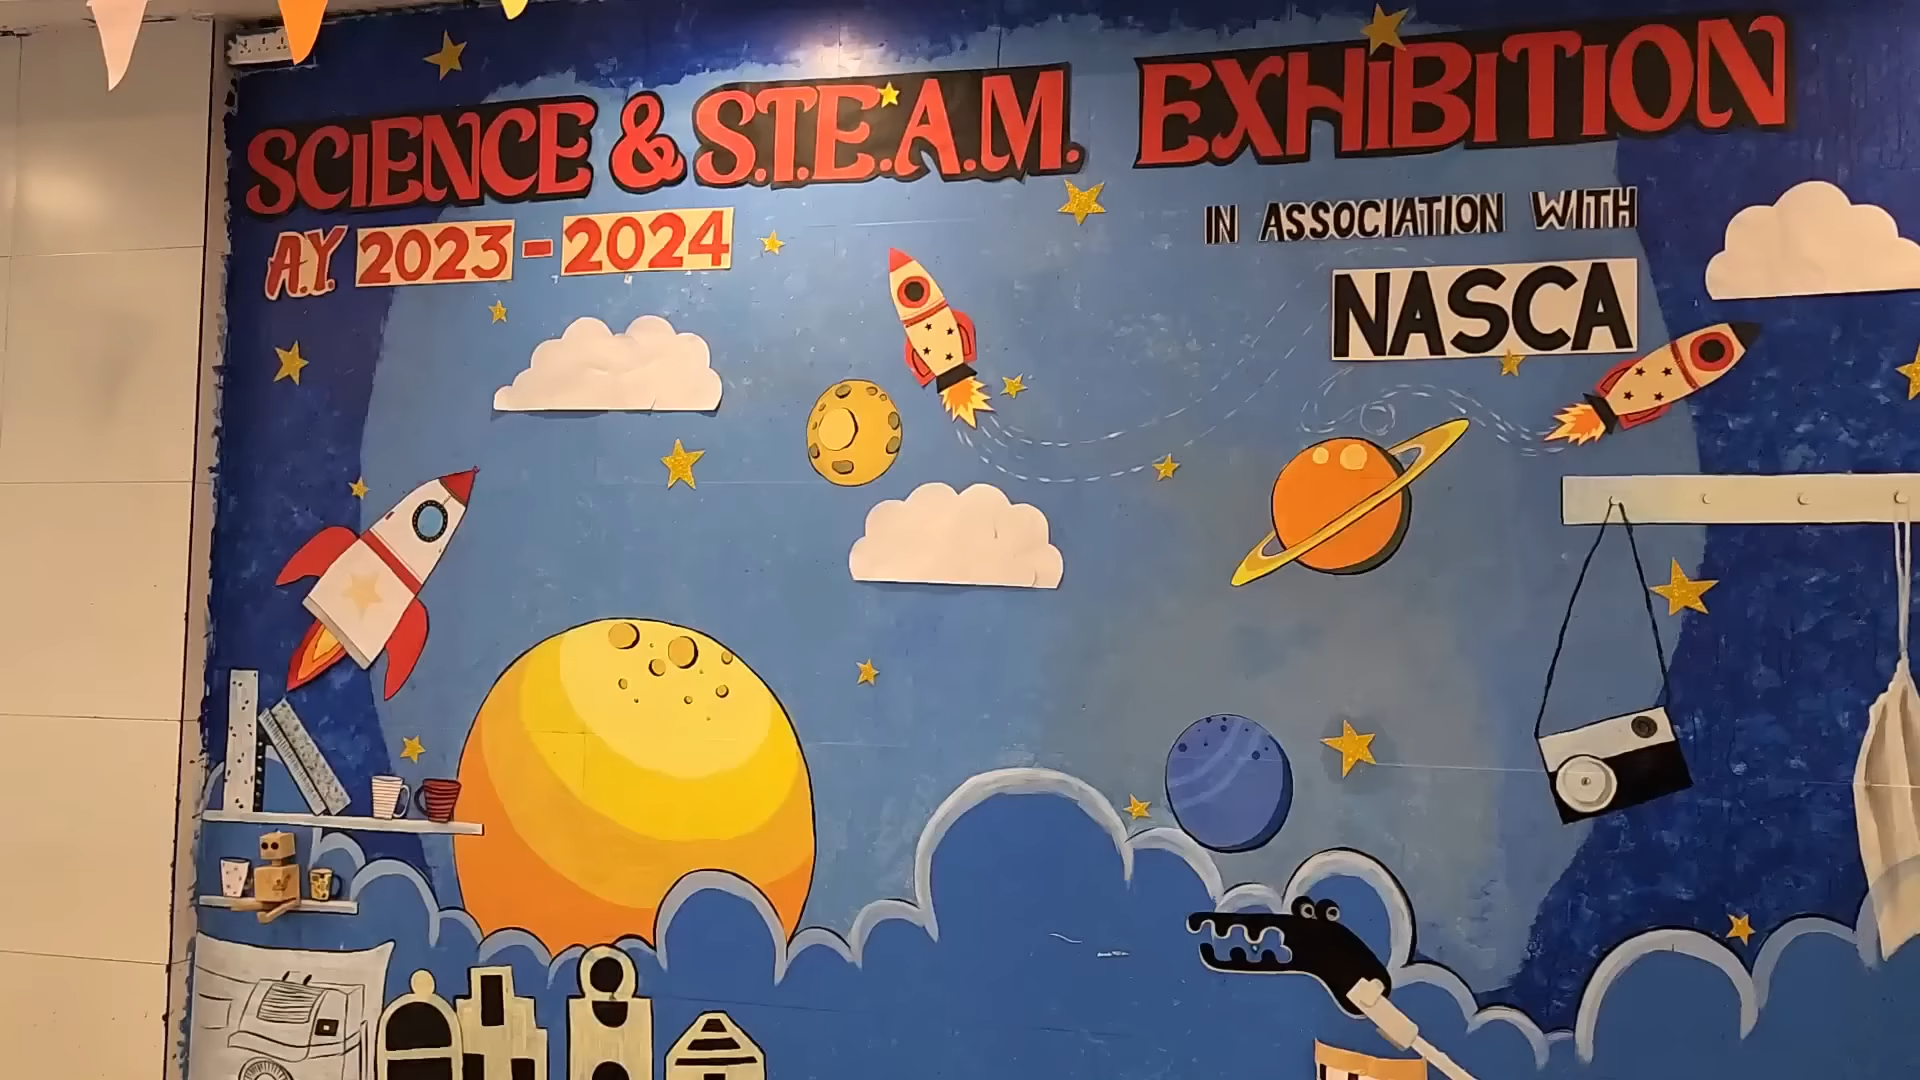 SCIENCE & S.T.E.A.M. EXHIBITION
A.Y. 2023-2024
IN ASSOCIATION WITH
NASCA